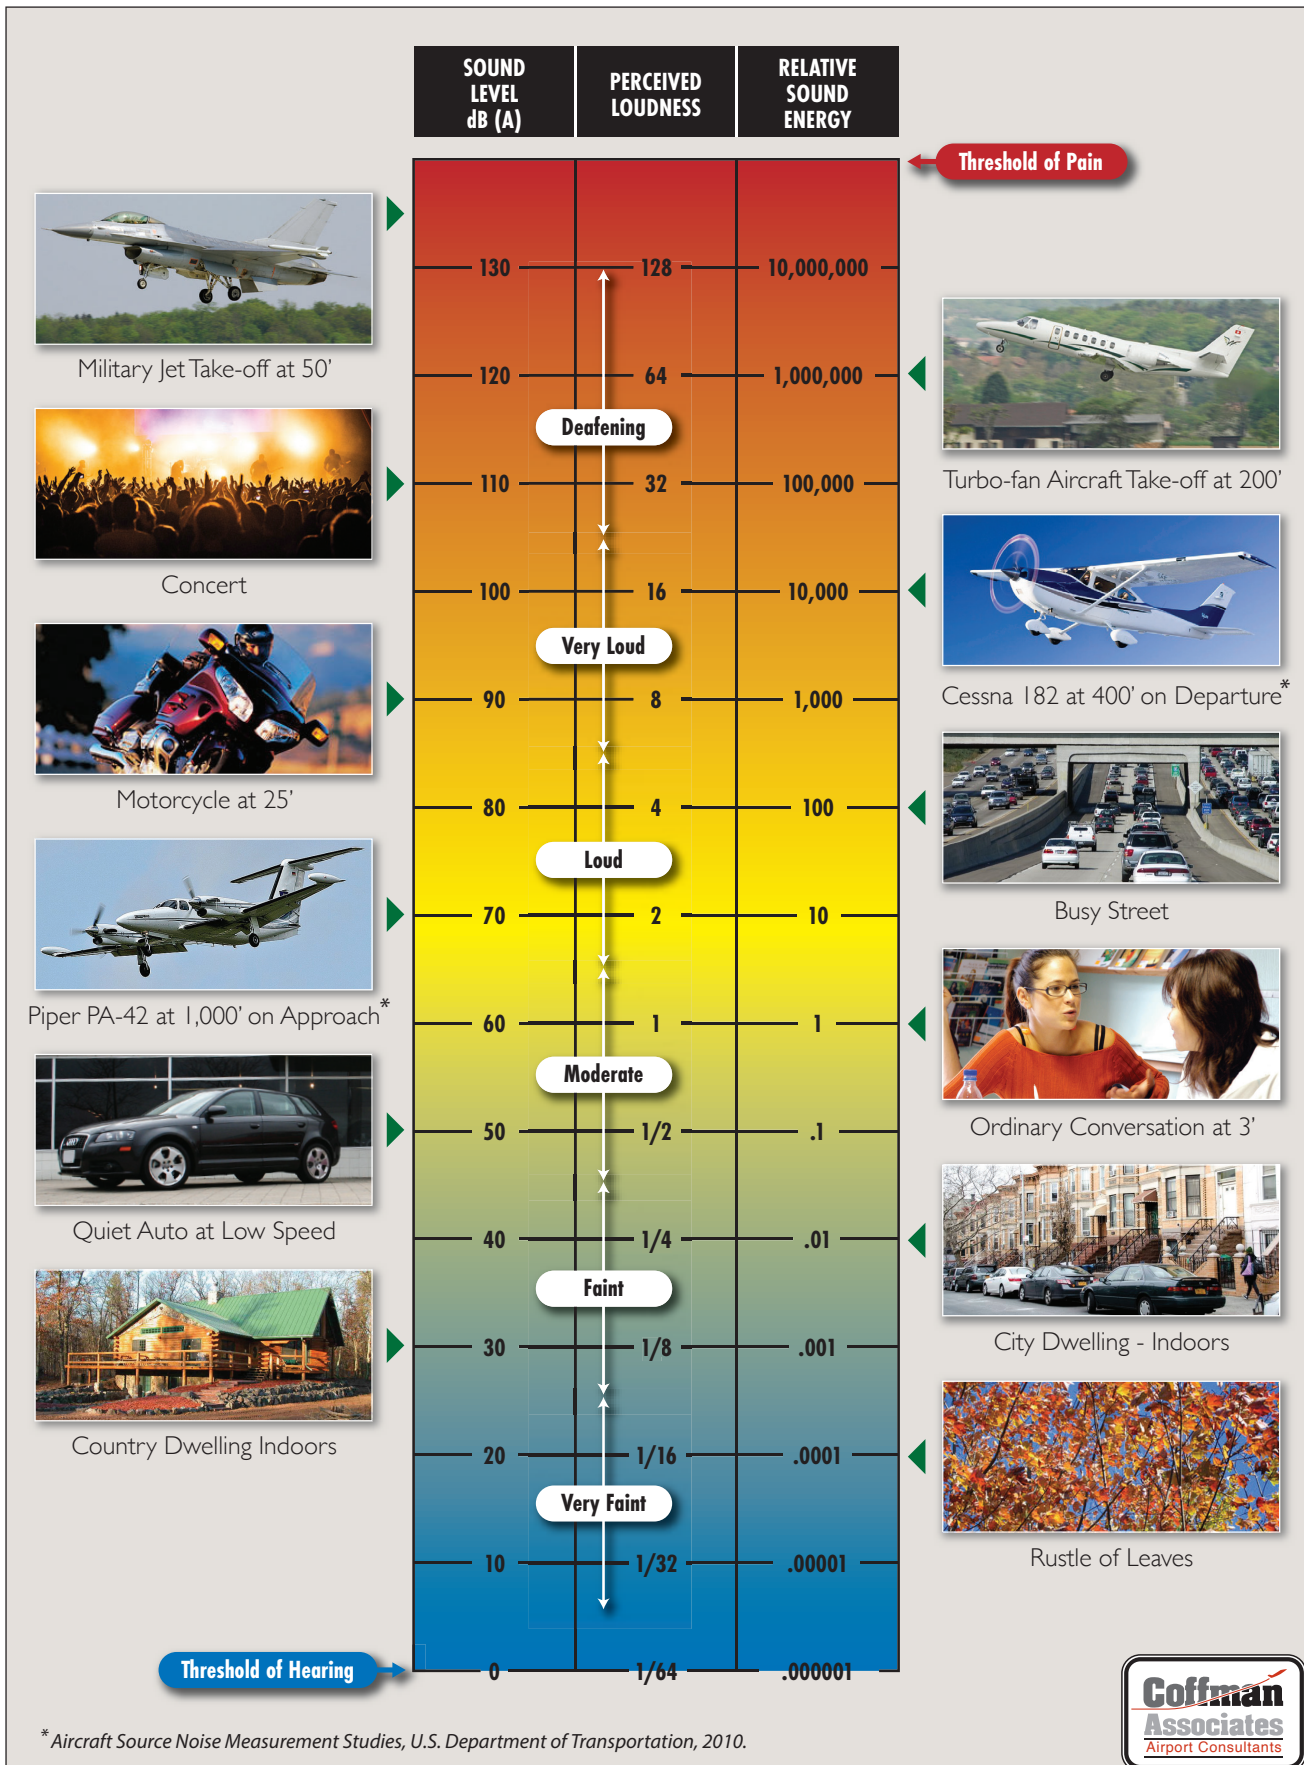 SOUND
LEVEL
dB (A)
PERCEIVED
LOUDNESS
RELATIVE
SOUND
ENERGY
Threshold of Pain
130 128 10,000,000
Military Jet Take-off at 50’
120 64 1,000,000
Deafening
Turbo-fan Aircraft Take-off at 200’
110 32 100,000
Concert
100 16 10,000
Very Loud
Cessna 182 at 400’ on Departure*
90 8 1,000
Motorcycle at 25’
80 4 100
Loud
Busy Street
70 2 10
Piper PA-42 at 1,000’ on Approach*
60 1 1
Moderate
Ordinary Conversation at 3’
50 1/2 .1
Quiet Auto at Low Speed
40 1/4 .01
Faint
City Dwelling - Indoors
30 1/8 .001
Country Dwelling Indoors
20 1/16 .0001
Very Faint
Rustle of Leaves
10 1/32 .00001
Threshold of Hearing
0 1/64 .000001
* Aircraft Source Noise Measurement Studies, U.S. Department of Transportation, 2010.
Coffman
Associates
Airport Consultants